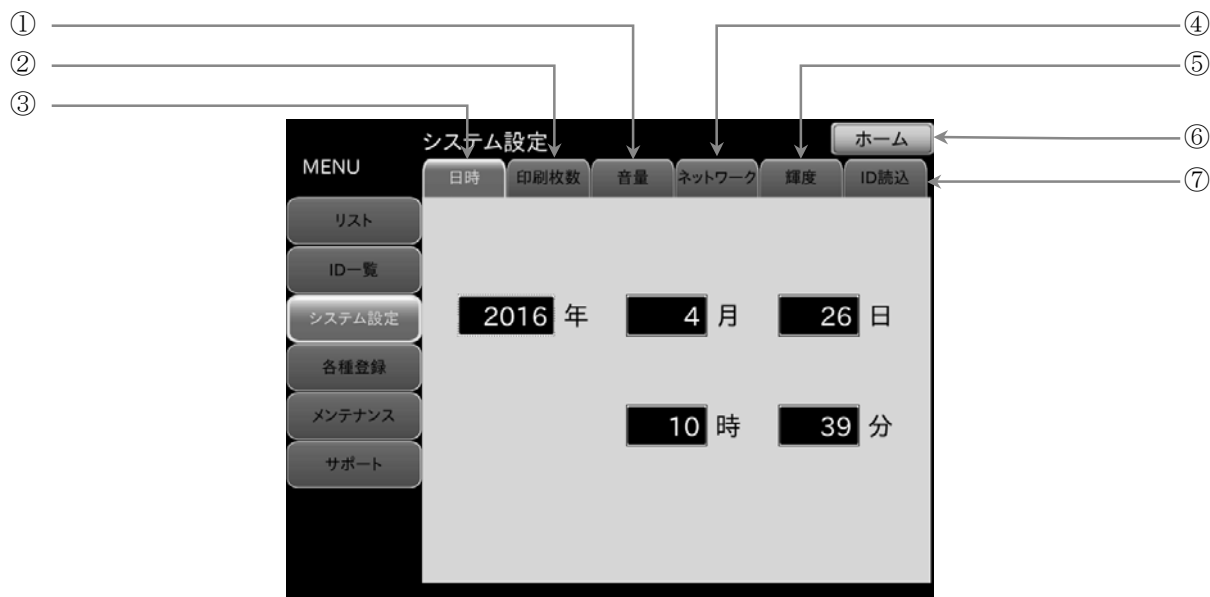 ①
④
②
⑤
③
システム設定
ホーム
⑥
MENU
日時 印刷枚数 音量 ネットワーク 輝度 ID読込
⑦
リスト
ID一覧
システム設定
2016 年 4 月 26 日
各種登録
メンテナンス
10 時 39 分
サポート